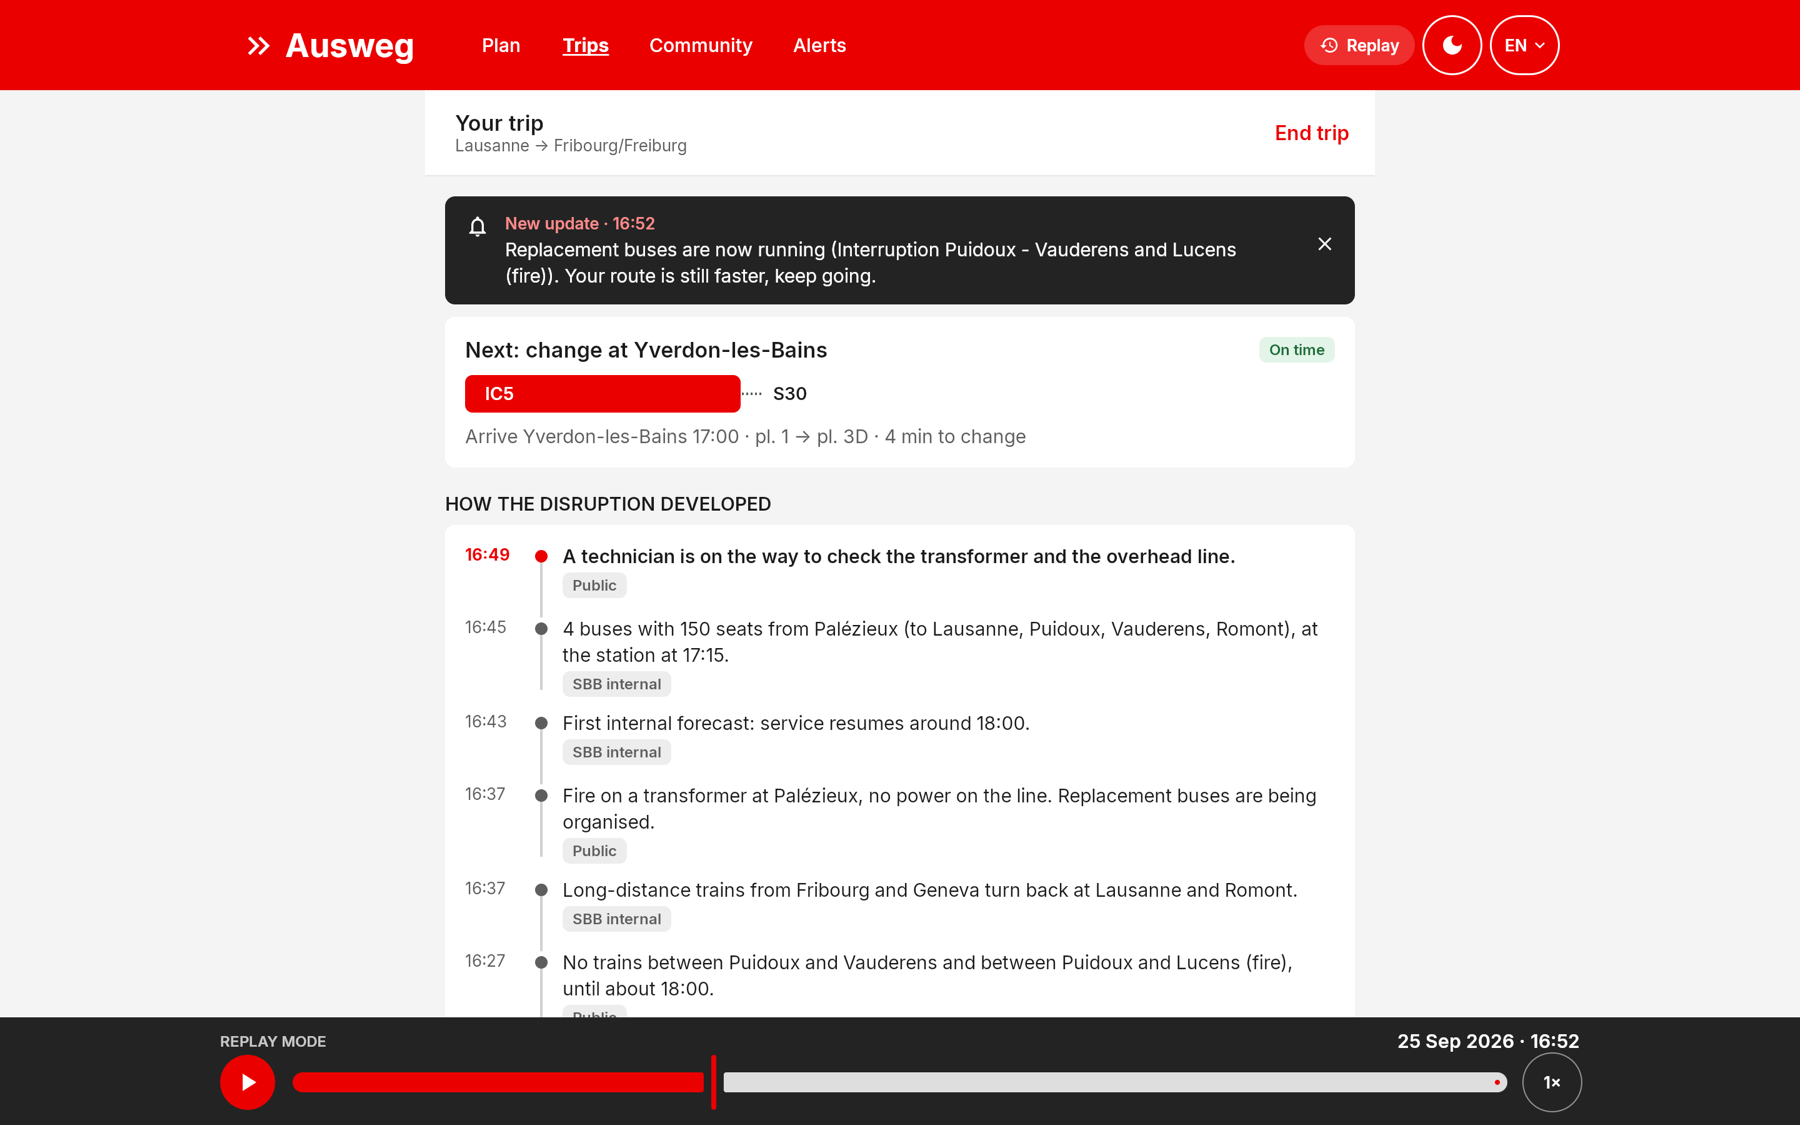 Ausweg
Plan
Trips
Community
Alerts
Replay
EN
Your trip
Lausanne → Fribourg/Freiburg
End trip
New update · 16:52
Replacement buses are now running (Interruption Puidoux - Vauderens and Lucens
(fire)). Your route is still faster, keep going.
Next: change at Yverdon-les-Bains
On time
IC5
S30
Arrive Yverdon-les-Bains 17:00 · pl. 1 → pl. 3D · 4 min to change
HOW THE DISRUPTION DEVELOPED
16:49
A technician is on the way to check the transformer and the overhead line.
Public
16:45
4 buses with 150 seats from Palézieux (to Lausanne, Puidoux, Vauderens, Romont), at
the station at 17:15.
SBB internal
16:43
First internal forecast: service resumes around 18:00.
SBB internal
16:37
Fire on a transformer at Palézieux, no power on the line. Replacement buses are being
organised.
Public
16:37
Long-distance trains from Fribourg and Geneva turn back at Lausanne and Romont.
SBB internal
16:27
No trains between Puidoux and Vauderens and between Puidoux and Lucens (fire),
until about 18:00.
Public
REPLAY MODE
25 Sep 2026 · 16:52
1×